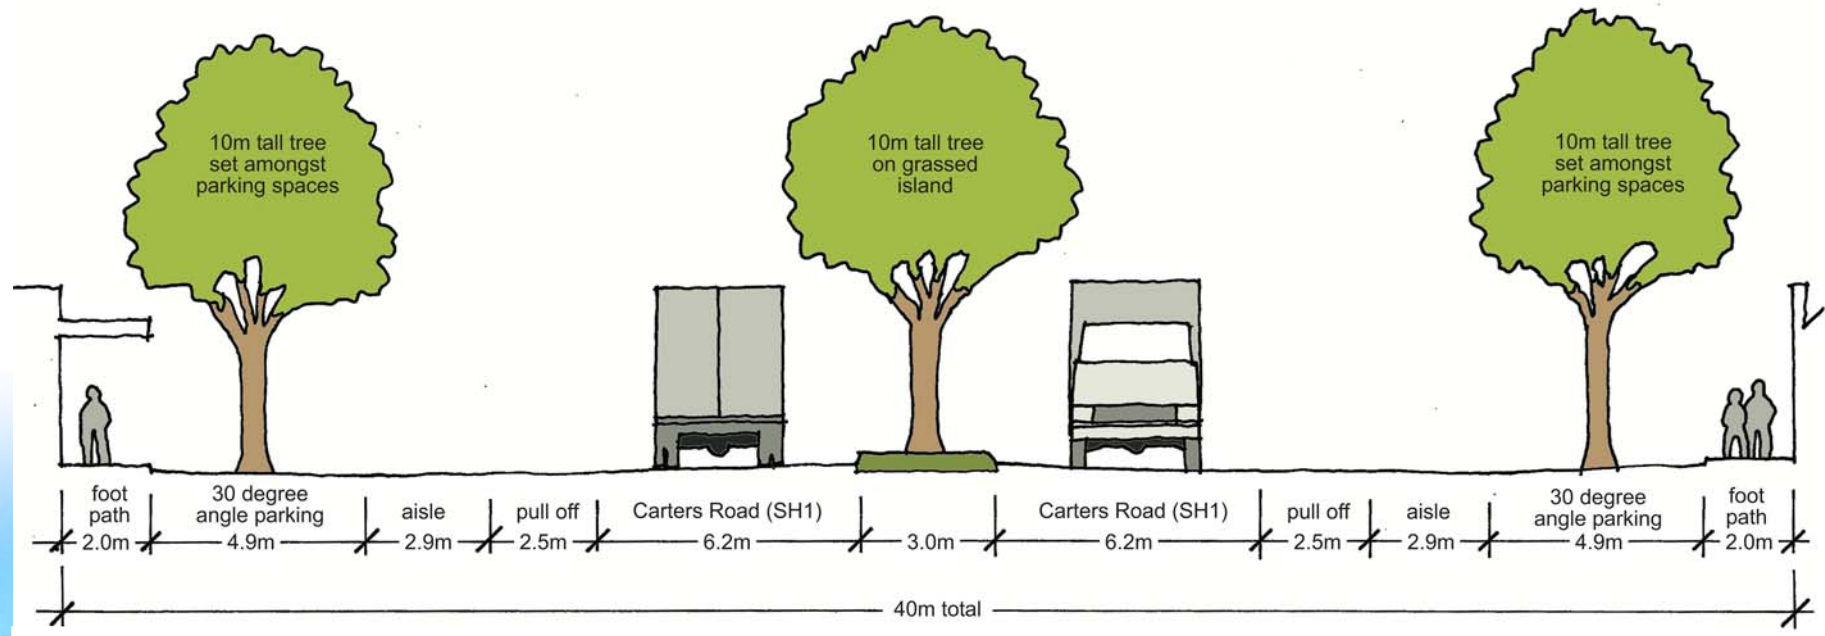 10m tall tree
set amongst
parking spaces
10m tall tree
on grassed
island
10m tall tree
set amongst
parking spaces
foot
path
30 degree
angle parking
aisle
pull off
Carters Road (SH1)
Carters Road (SH1)
pull off
aisle
30 degree
angle parking
foot
path
2.0m
4.9m
2.9m
2.5m
6.2m
3.0m
6.2m
2.5m
2.9m
4.9m
2.0m
40m total